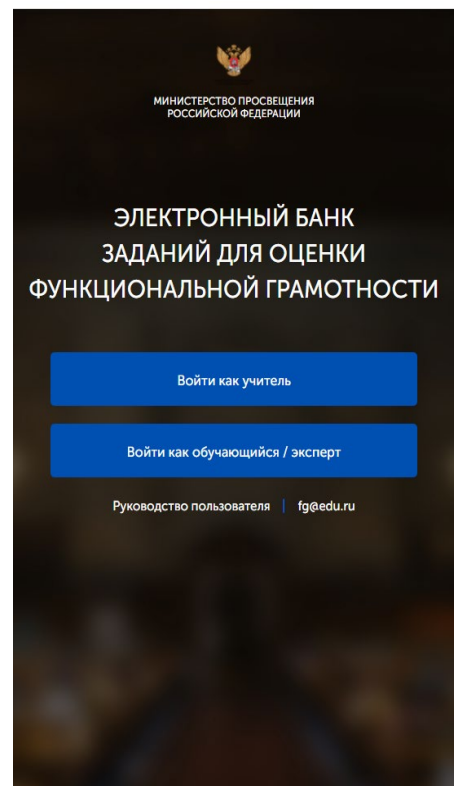 МИНИСТЕРСТВО ПРОСВЕЩЕНИЯ
РОССИЙСКОЙ ФЕДЕРАЦИИ
ЭЛЕКТРОННЫЙ БАНК
ЗАДАНИЙ ДЛЯ ОЦЕНКИ
ФУНКЦИОНАЛЬНОЙ ГРАМОТНОСТИ
Войти как учитель
Войти как обучающийся / эксперт
Руководство пользователя | fg@edu.ru